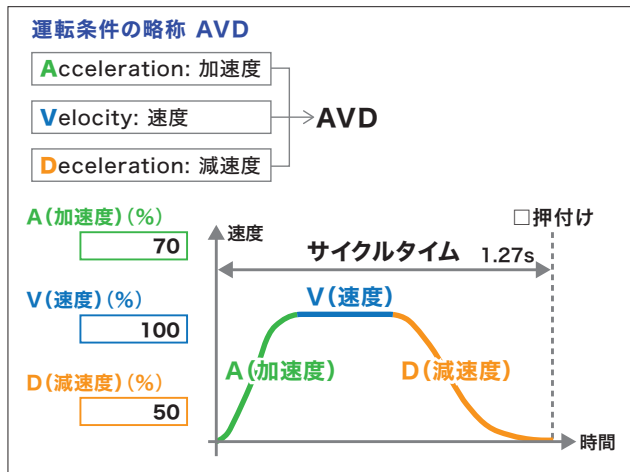 運転条件の略称 AVD
Acceleration: 加速度
Velocity: 速度
Deceleration: 減速度
AVD
A(加速度)(%)
70
V(速度)(%)
100
D(減速度)(%)
50
速度
□押付け
サイクルタイム 1.27s
V(速度)
A(加速度)
D(減速度)
時間